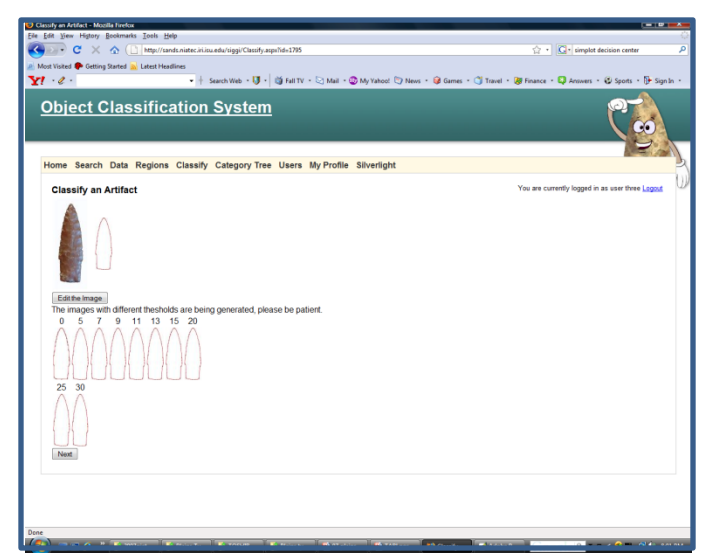 Classify an Artifact - Mozilla Firefox
File Edit View History Bookmarks Tools Help
http://sands.niatec.iri.isu.edu/siggi/Classify.aspx?id=1795 simplot decision center
Most Visited Getting Started Latest Headlines
Y! Search Web Fall TV Mail My Yahoo! News Games Travel Finance Answers Sports Sign In
Object Classification System
Home Search Data Regions Classify Category Tree Users My Profile Silverlight
Classify an Artifact You are currently logged in as user three Logout
Edit the Image
The images with different thesholds are being generated, please be patient.
0 5 7 9 11 13 15 20
25 30
Next
Done